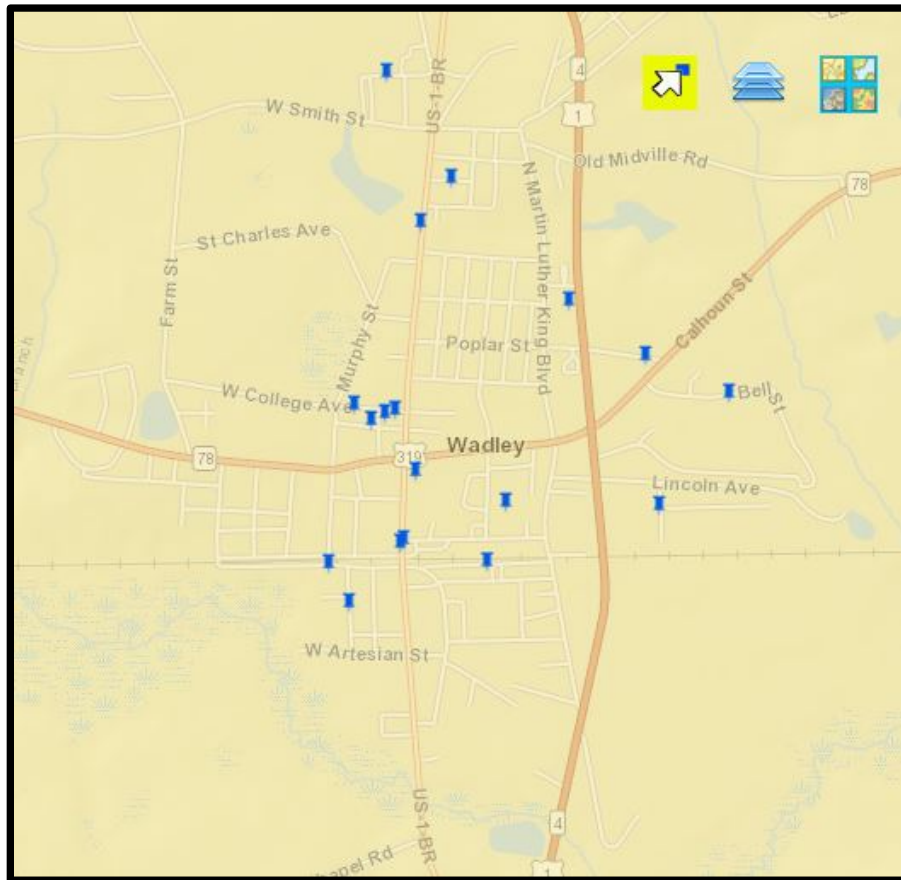 4
US-1-BR
W Smith St
1
Old Midville Rd
78
N Martin Luther King Blvd
St Charles Ave
Farm St
Murphy St
Calhoun St
Poplar St
W College Ave
Bell St
Wadley
319
78
Lincoln Ave
W Artesian St
US-1-BR
4
1